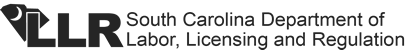 LLR South Carolina Department of
Labor, Licensing and Regulation